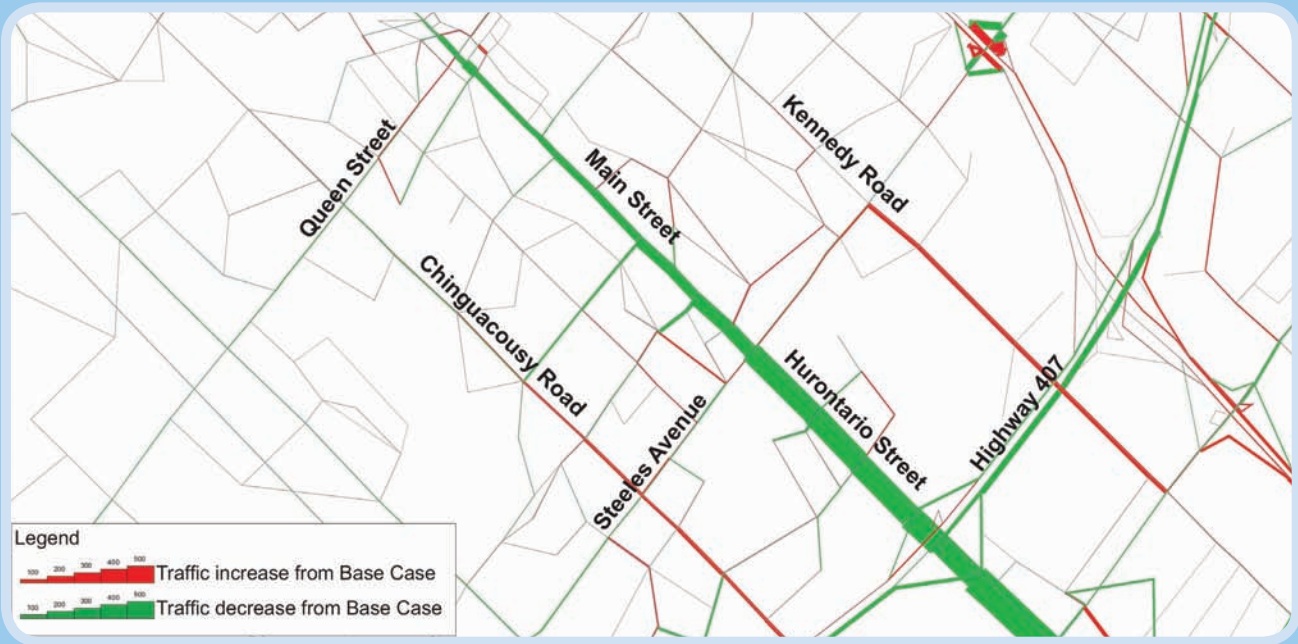 Kennedy Road
Queen Street
Main Street
Chinguacousy Road
Hurontario Street
Highway 407
Steeles Avenue
Legend
100 200 300 400 500
Traffic increase from Base Case
100 200 300 400 500
Traffic decrease from Base Case